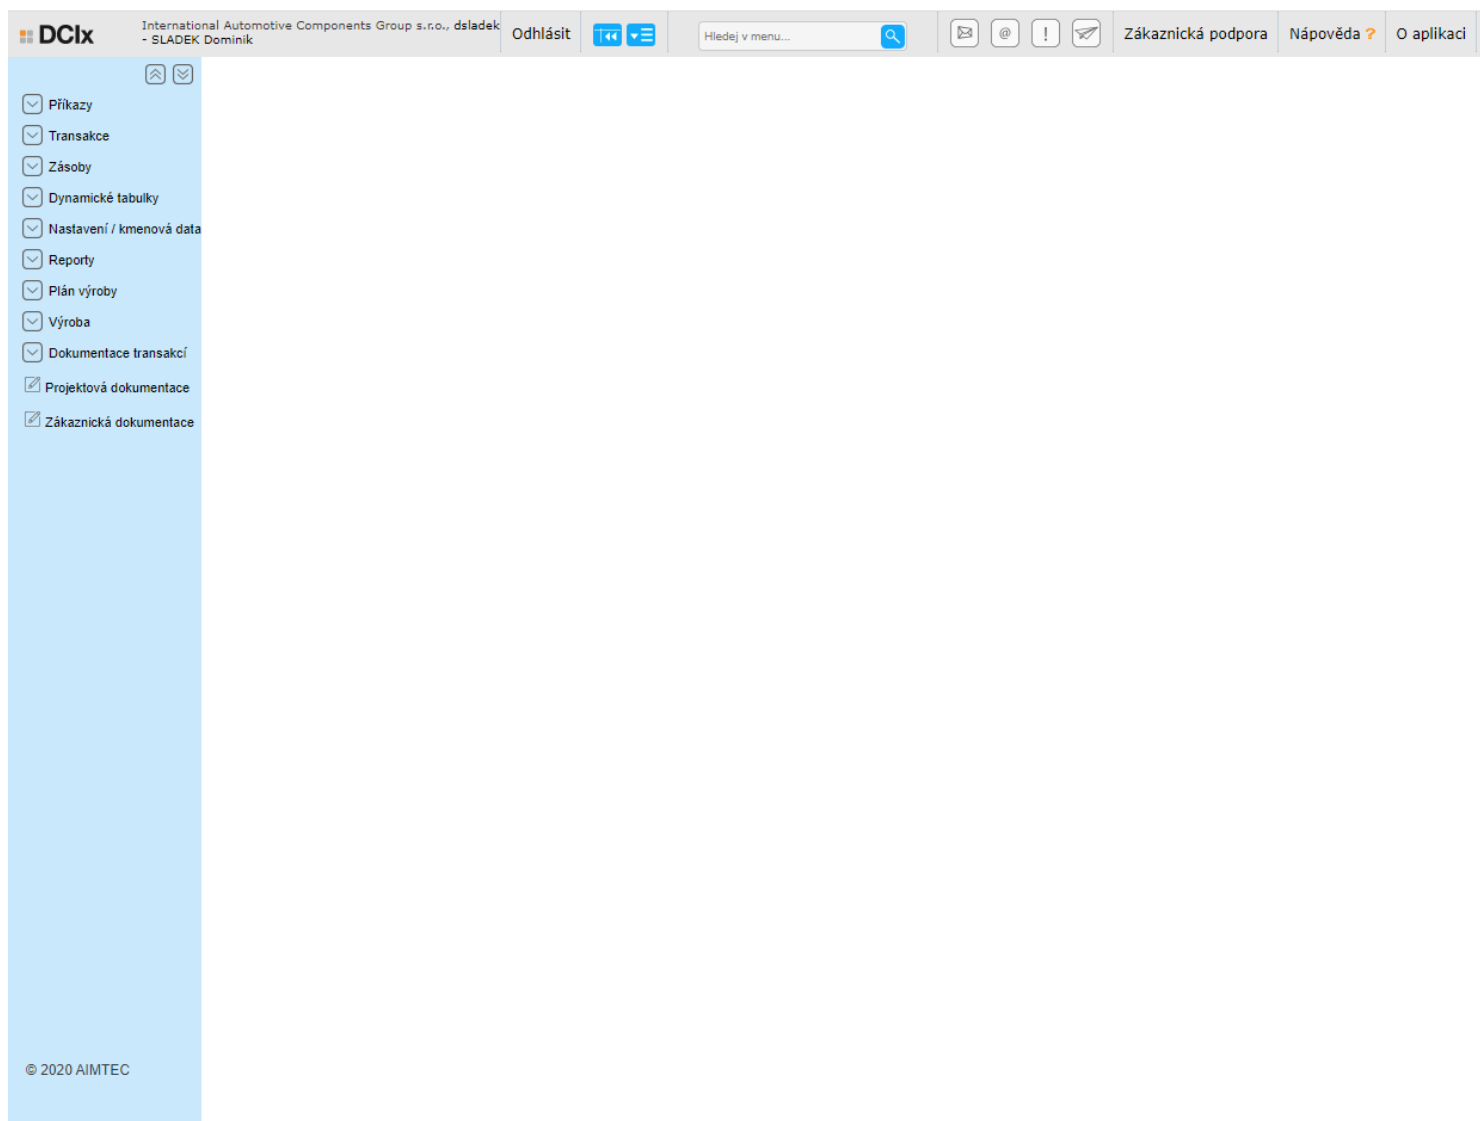 DCIx
International Automotive Components Group s.r.o., dsladek
- SLADEK Dominik
Odhlásit
Hledej v menu...
Zákaznická podpora
Nápověda ?
O aplikaci
Příkazy
Transakce
Zásoby
Dynamické tabulky
Nastavení / kmenová data
Reporty
Plán výroby
Výroba
Dokumentace transakcí
Projektová dokumentace
Zákaznická dokumentace
© 2020 AIMTEC